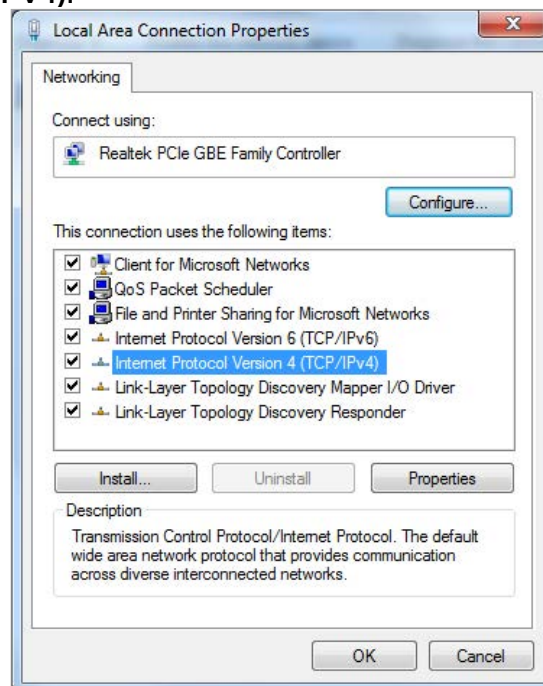 Local Area Connection Properties
Networking
Connect using:
Realtek PCIe GBE Family Controller
Configure...
This connection uses the following items:
Client for Microsoft Networks
QoS Packet Scheduler
File and Printer Sharing for Microsoft Networks
Internet Protocol Version 6 (TCP/IPv6)
Internet Protocol Version 4 (TCP/IPv4)
Link-Layer Topology Discovery Mapper I/O Driver
Link-Layer Topology Discovery Responder
Install... Uninstall Properties
Description
Transmission Control Protocol/Internet Protocol. The default
wide area network protocol that provides communication
across diverse interconnected networks.
OK Cancel